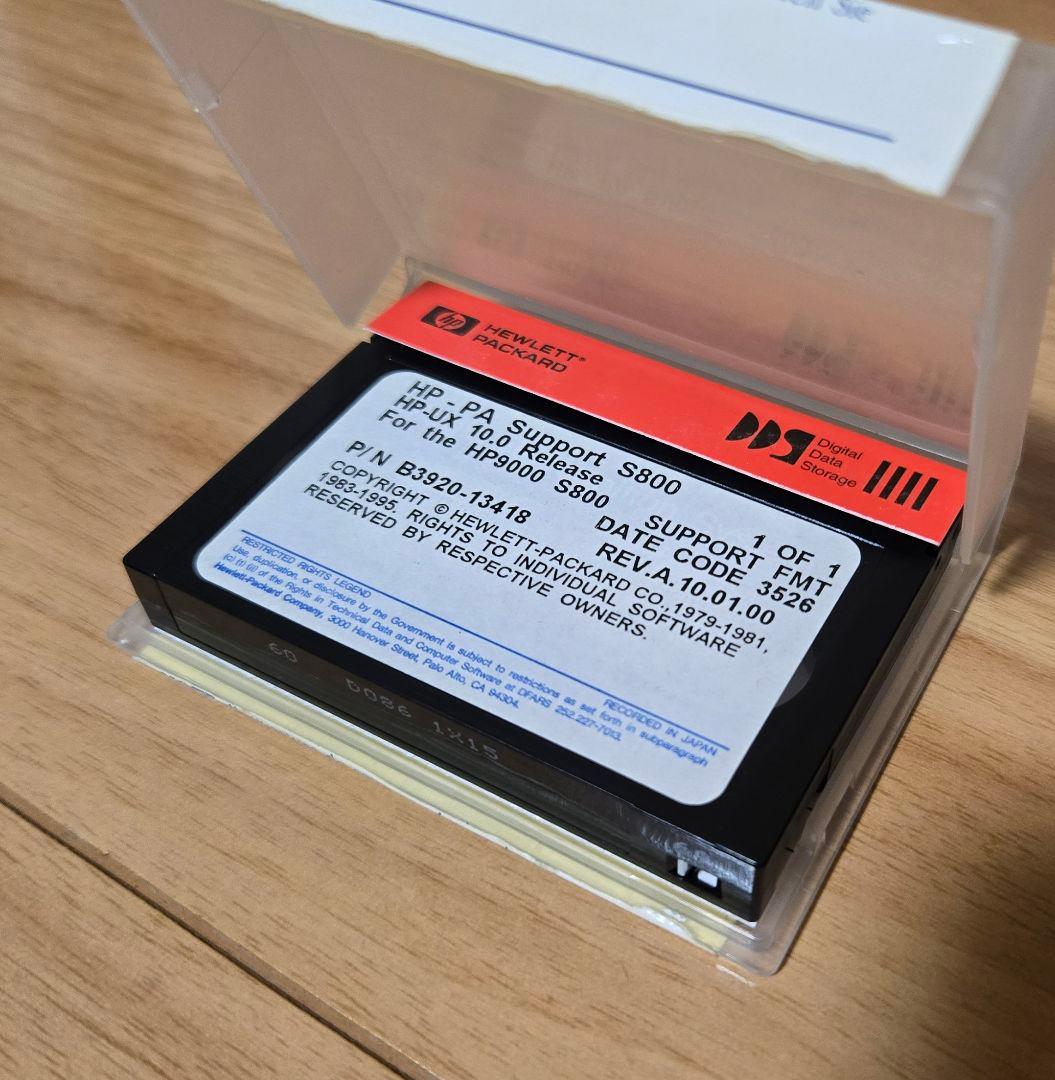 hp HEWLETT®
PACKARD
DDS Digital
Data
Storage
HP - PA Support S800
HP-UX 10.0 Release
For the HP9000 S800
1 OF 1
SUPPORT FMT
P/N B3920-13418 DATE CODE 3526
REV.A.10.01.00
COPYRIGHT © HEWLETT-PACKARD CO.,1979-1981,
1983-1995. RIGHTS TO INDIVIDUAL SOFTWARE
RESERVED BY RESPECTIVE OWNERS.
RESTRICTED RIGHTS LEGEND RECORDED IN JAPAN
Use, duplication, or disclosure by the Government is subject to restrictions as set forth in subparagraph
of the Rights in Technical Data and Computer Software at DFARS 252.227-7013.
Hewlett-Packard Company, 3000 Hanover Street, Palo Alto, CA 94304.
60 D086 1X15